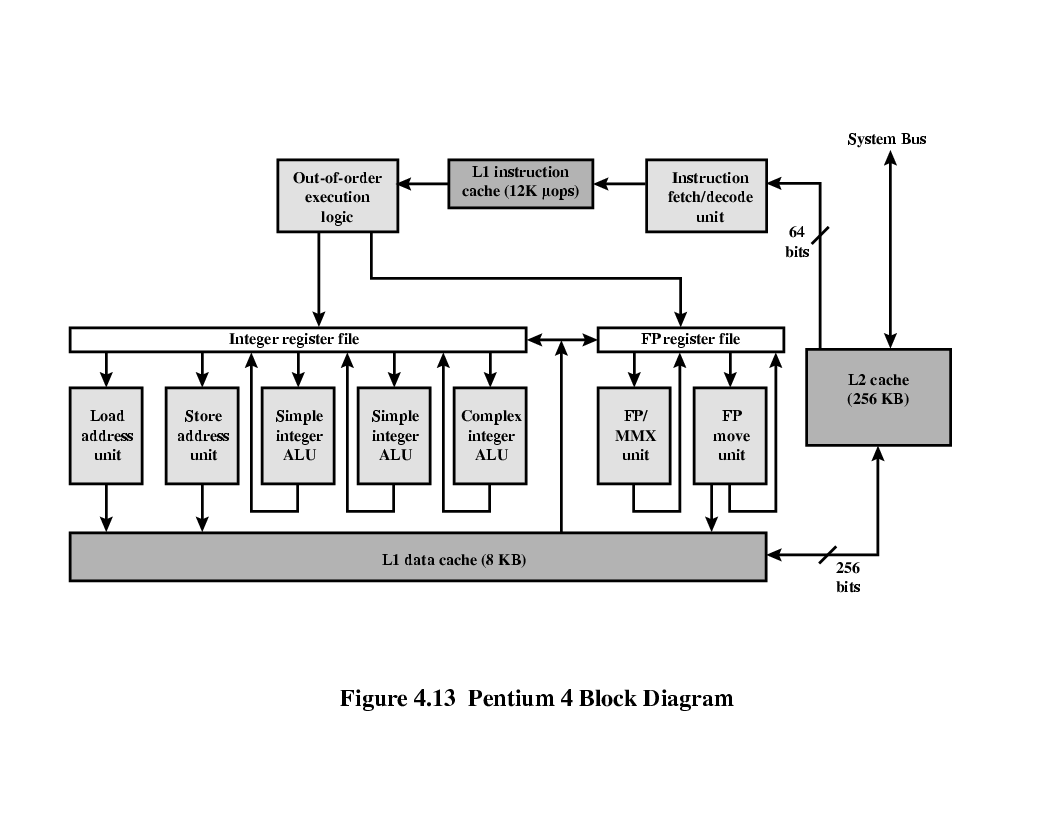 System Bus
Out-of-order
execution
logic
L1 instruction
cache (12K µops)
Instruction
fetch/decode
unit
64
bits
Integer register file
FP register file
L2 cache
(256 KB)
Load
address
unit
Store
address
unit
Simple
integer
ALU
Simple
integer
ALU
Complex
integer
ALU
FP/
MMX
unit
FP
move
unit
L1 data cache (8 KB)
256
bits
Figure 4.13 Pentium 4 Block Diagram